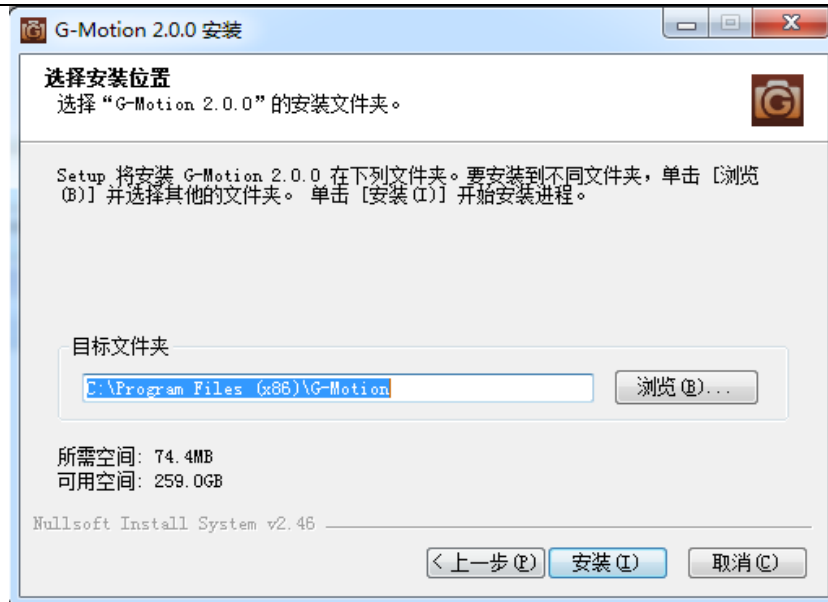 G-Motion 2.0.0 安装
选择安装位置
选择“G-Motion 2.0.0”的安装文件夹。
Setup 将安装 G-Motion 2.0.0 在下列文件夹。要安装到不同文件夹，单击 [浏览
(B)] 并选择其他的文件夹。 单击 [安装(I)] 开始安装进程。
目标文件夹
C:\Program Files (x86)\G-Motion
浏览(B)...
所需空间: 74.4MB
可用空间: 259.0GB
Nullsoft Install System v2.46
< 上一步(P) 安装(I) 取消(C)